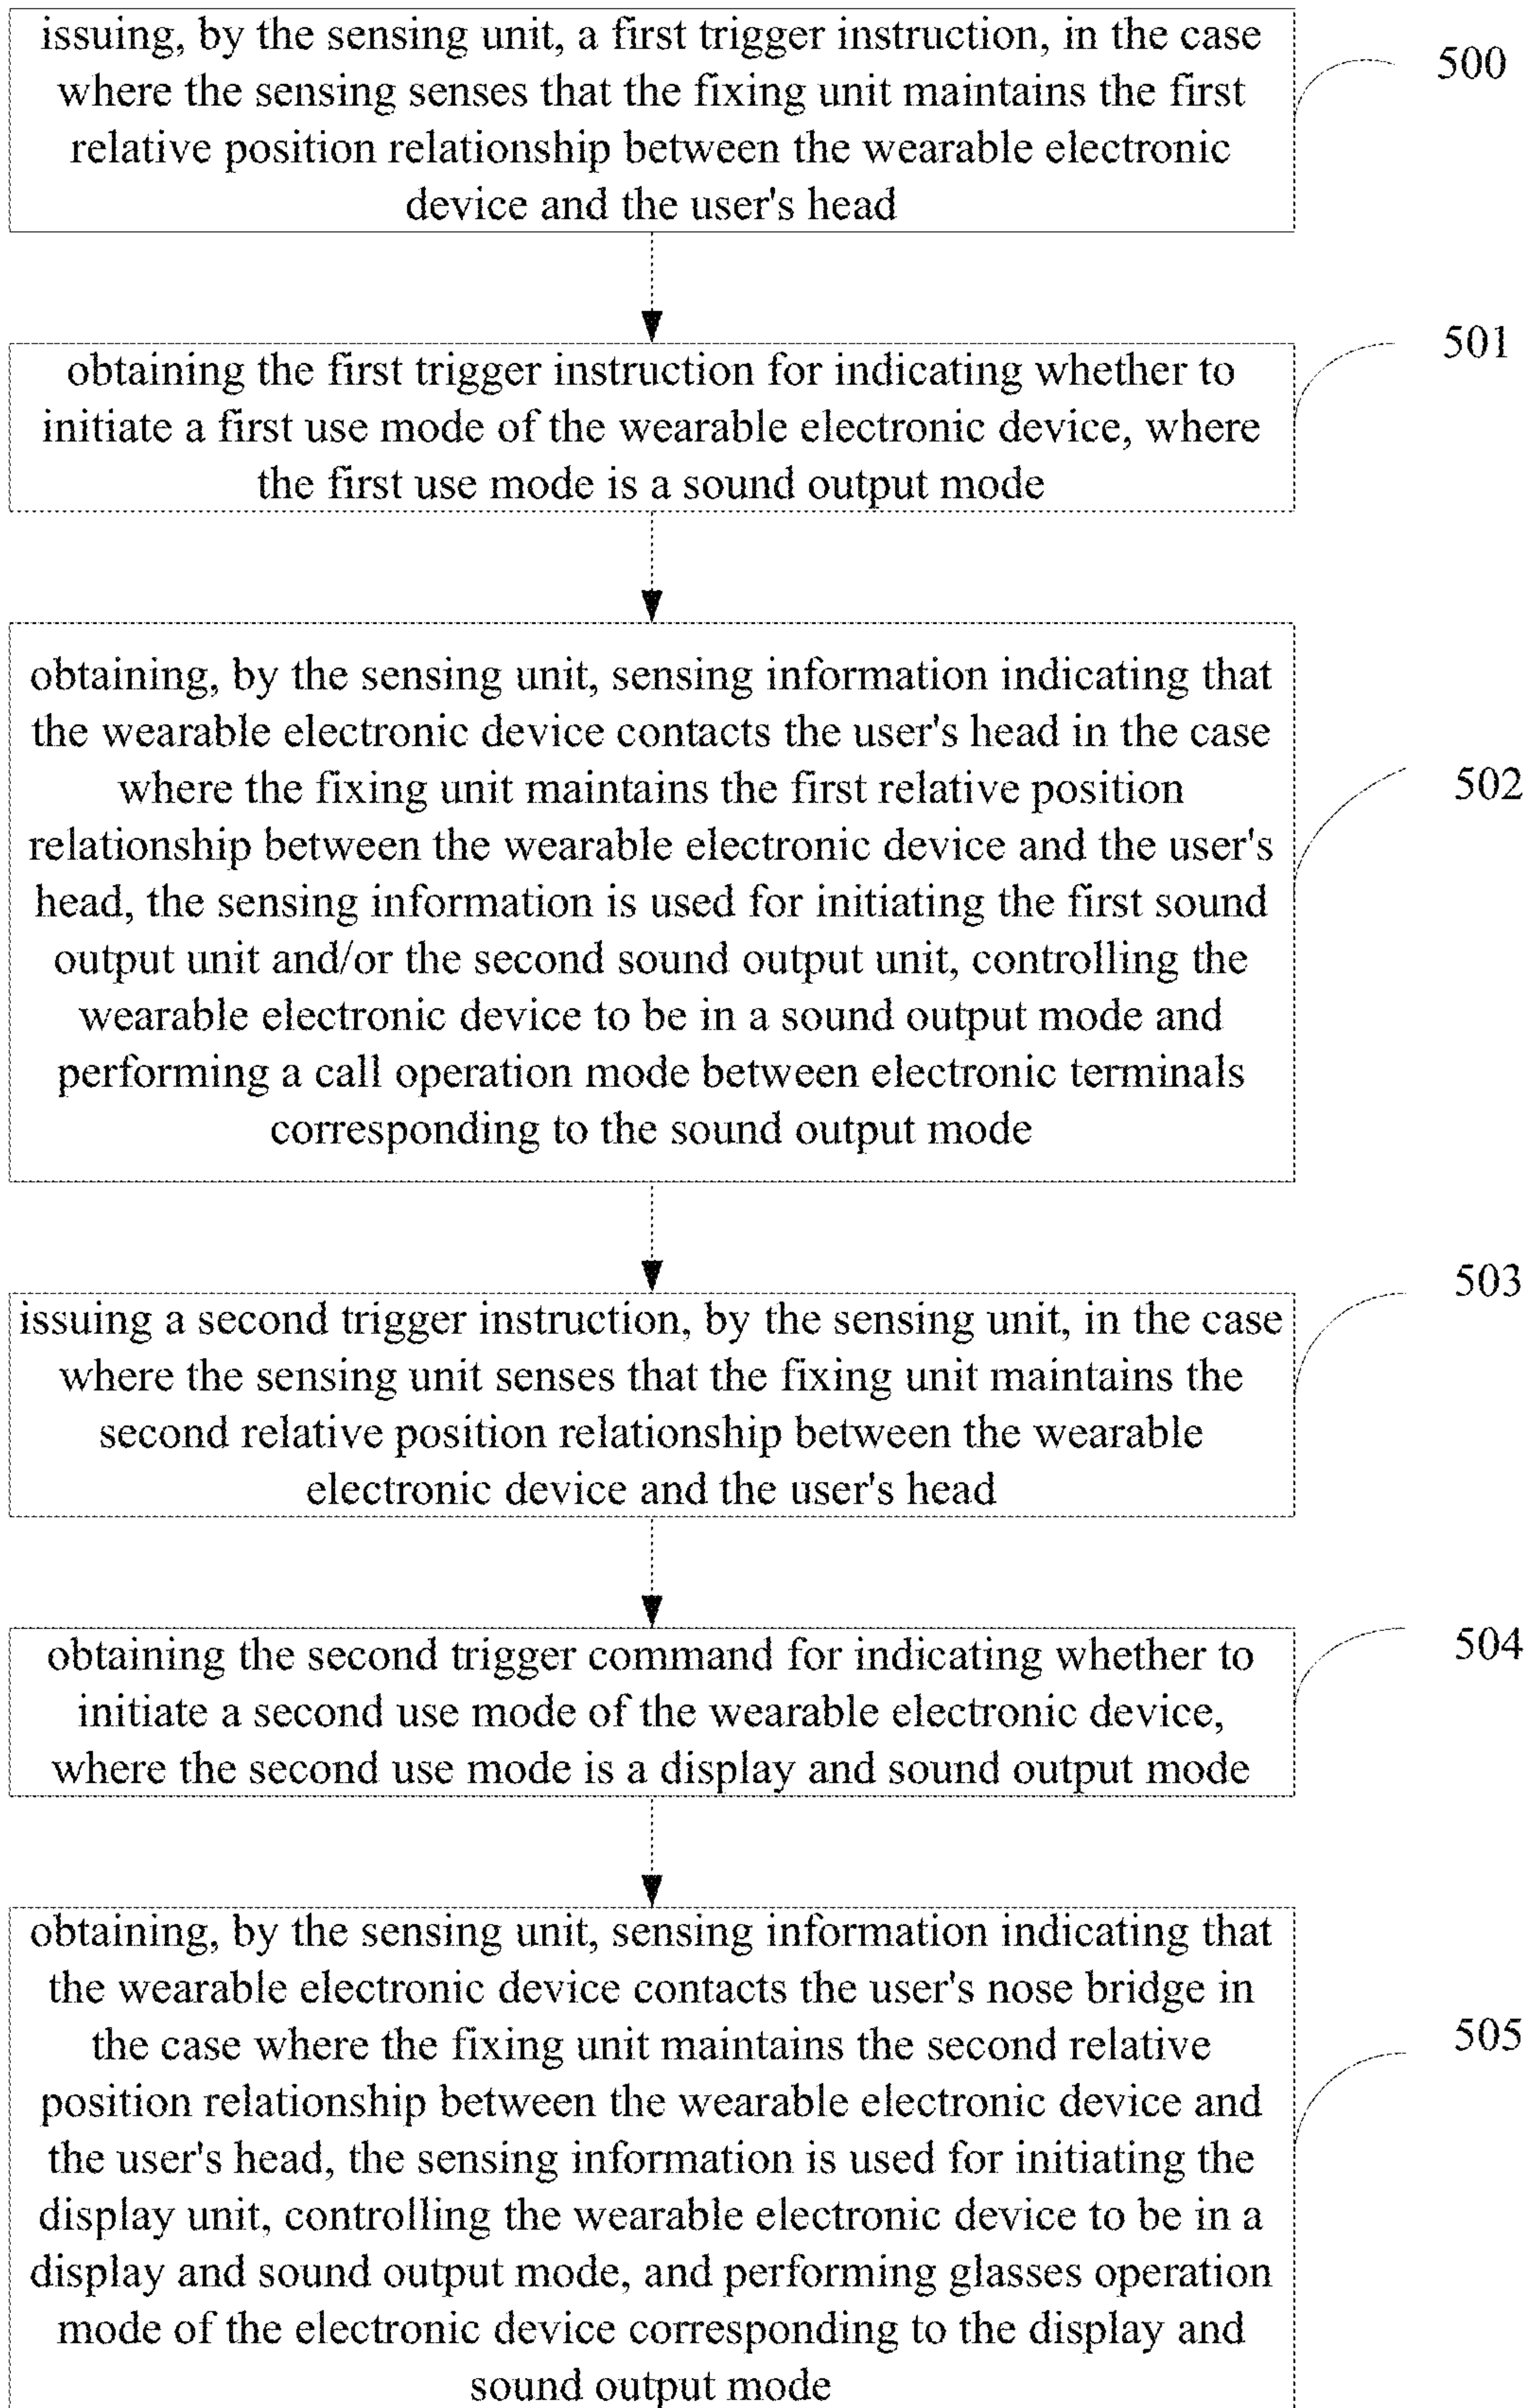 issuing, by the sensing unit, a first trigger instruction, in the case
where the sensing senses that the fixing unit maintains the first
relative position relationship between the wearable electronic
device and the user's head
500
obtaining the first trigger instruction for indicating whether to
initiate a first use mode of the wearable electronic device, where
the first use mode is a sound output mode
501
obtaining, by the sensing unit, sensing information indicating that
the wearable electronic device contacts the user's head in the case
where the fixing unit maintains the first relative position
relationship between the wearable electronic device and the user's
head, the sensing information is used for initiating the first sound
output unit and/or the second sound output unit, controlling the
wearable electronic device to be in a sound output mode and
performing a call operation mode between electronic terminals
corresponding to the sound output mode
502
issuing a second trigger instruction, by the sensing unit, in the case
where the sensing unit senses that the fixing unit maintains the
second relative position relationship between the wearable
electronic device and the user's head
503
obtaining the second trigger command for indicating whether to
initiate a second use mode of the wearable electronic device,
where the second use mode is a display and sound output mode
504
obtaining, by the sensing unit, sensing information indicating that
the wearable electronic device contacts the user's nose bridge in
the case where the fixing unit maintains the second relative
position relationship between the wearable electronic device and
the user's head, the sensing information is used for initiating the
display unit, controlling the wearable electronic device to be in a
display and sound output mode, and performing glasses operation
mode of the electronic device corresponding to the display and
sound output mode
505